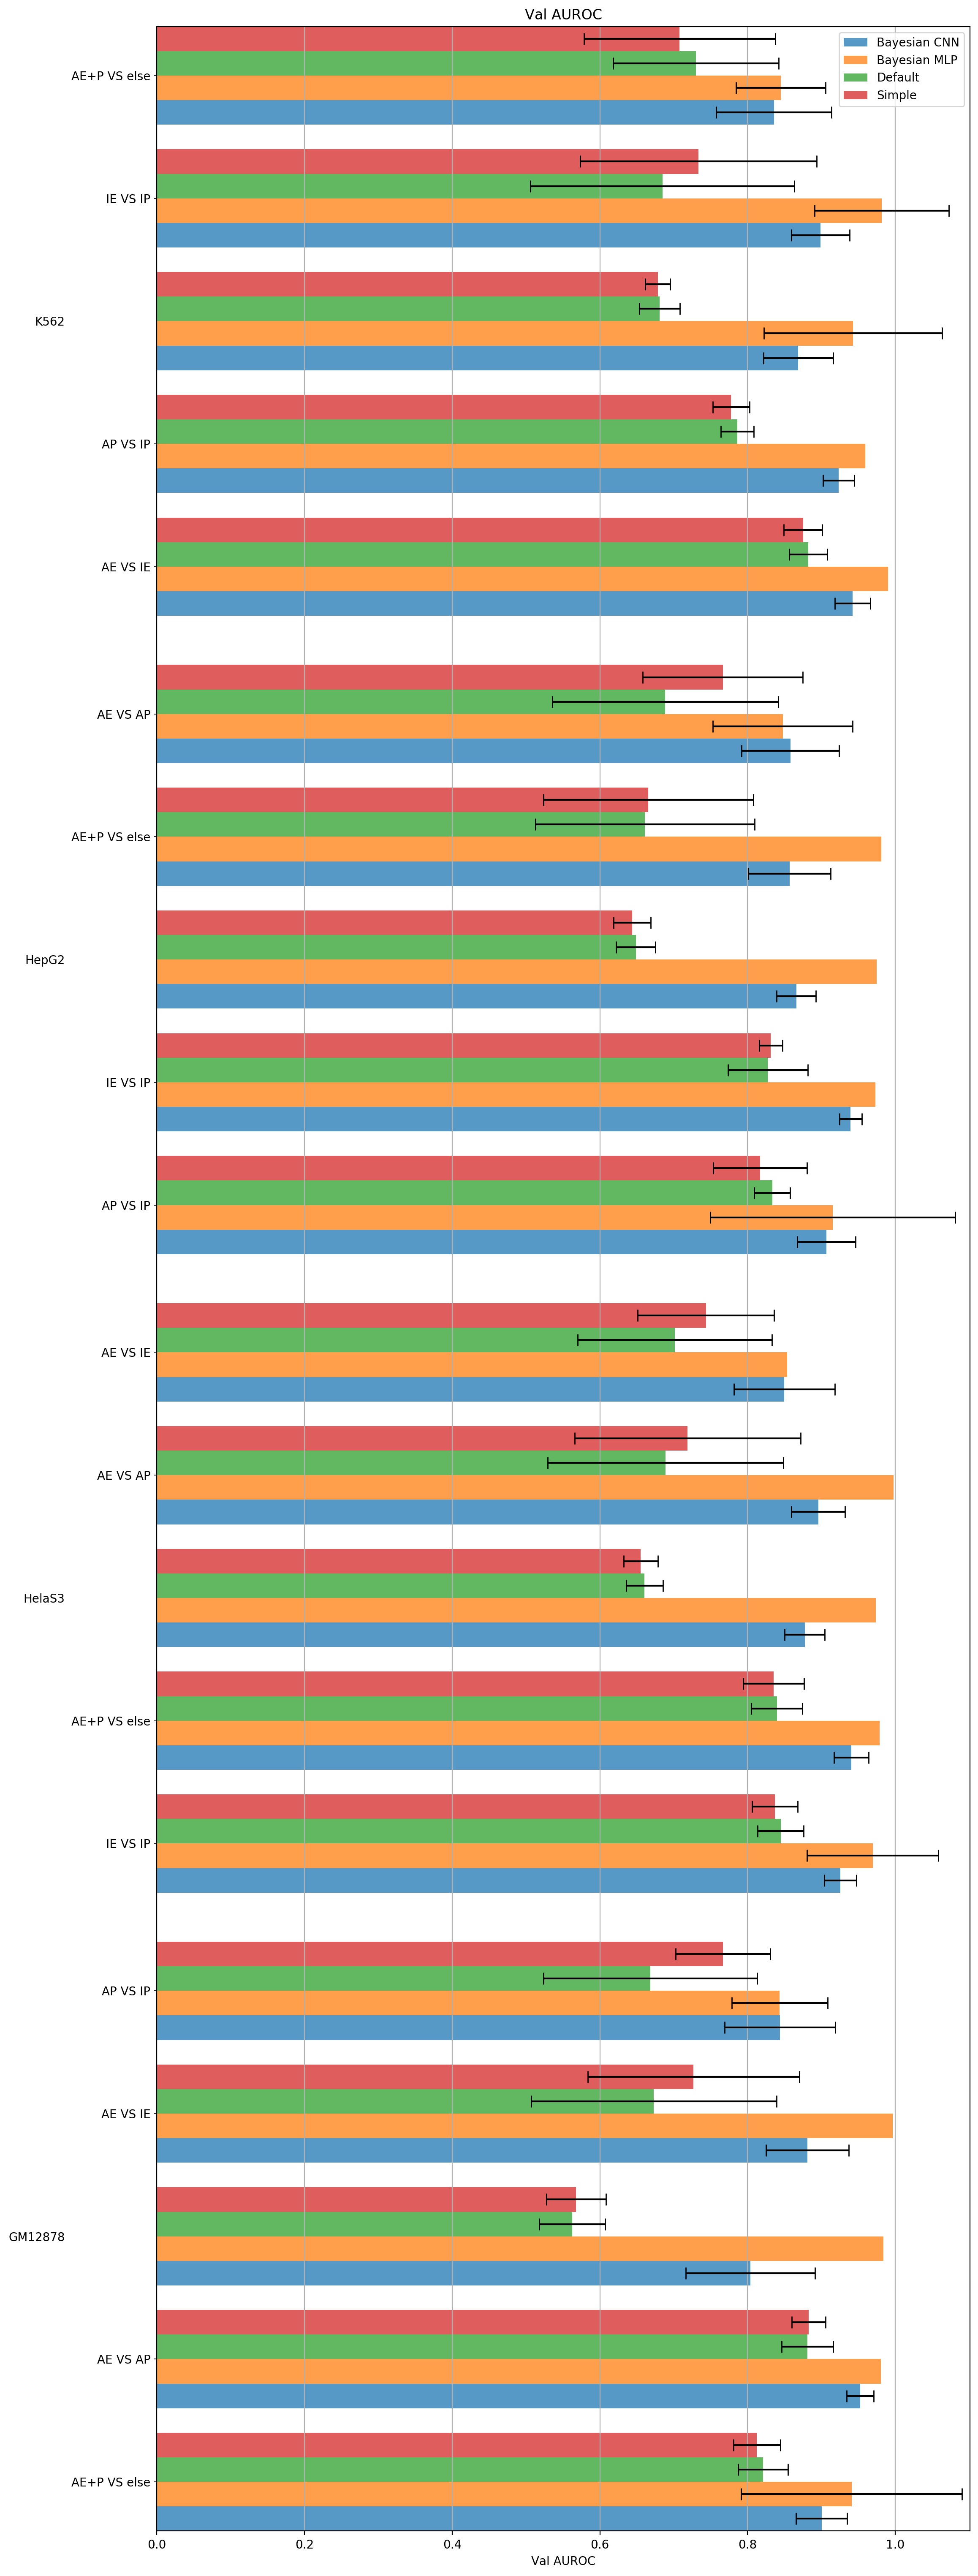 Val AUROC
Bayesian CNN
Bayesian MLP
Default
Simple
AE+P VS else
IE VS IP
K562
AP VS IP
AE VS IE
AE VS AP
AE+P VS else
HepG2
IE VS IP
AP VS IP
AE VS IE
AE VS AP
HelaS3
AE+P VS else
IE VS IP
AP VS IP
AE VS IE
GM12878
AE VS AP
AE+P VS else
0.0 0.2 0.4 0.6 0.8 1.0
Val AUROC